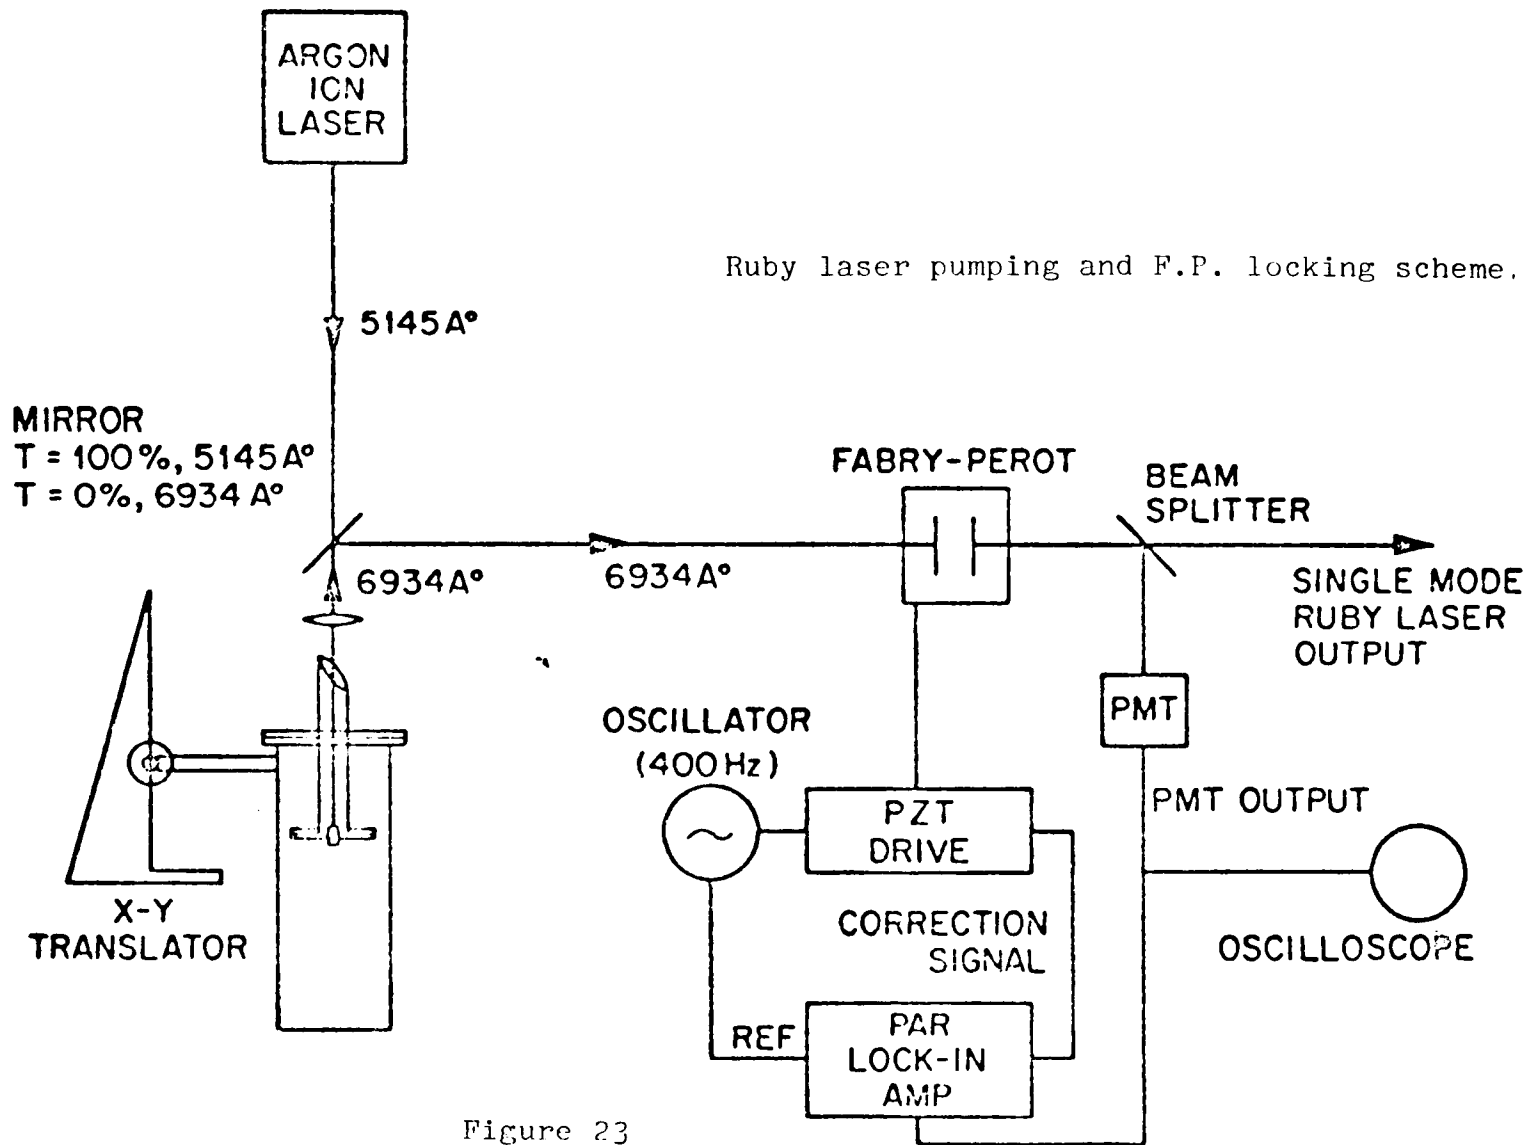 ARGON
ION
LASER
Ruby laser pumping and F.P. locking scheme.
5145A°
MIRROR
T = 100%, 5145A°
T = 0%, 6934 A°
FABRY-PEROT
BEAM
SPLITTER
6934A°
6934A°
SINGLE MODE
RUBY LASER
OUTPUT
PMT
OSCILLATOR
(400 Hz)
PZT
DRIVE
PMT OUTPUT
X-Y
TRANSLATOR
CORRECTION
SIGNAL
OSCILLOSCOPE
REF
PAR
LOCK-IN
AMP
Figure 23